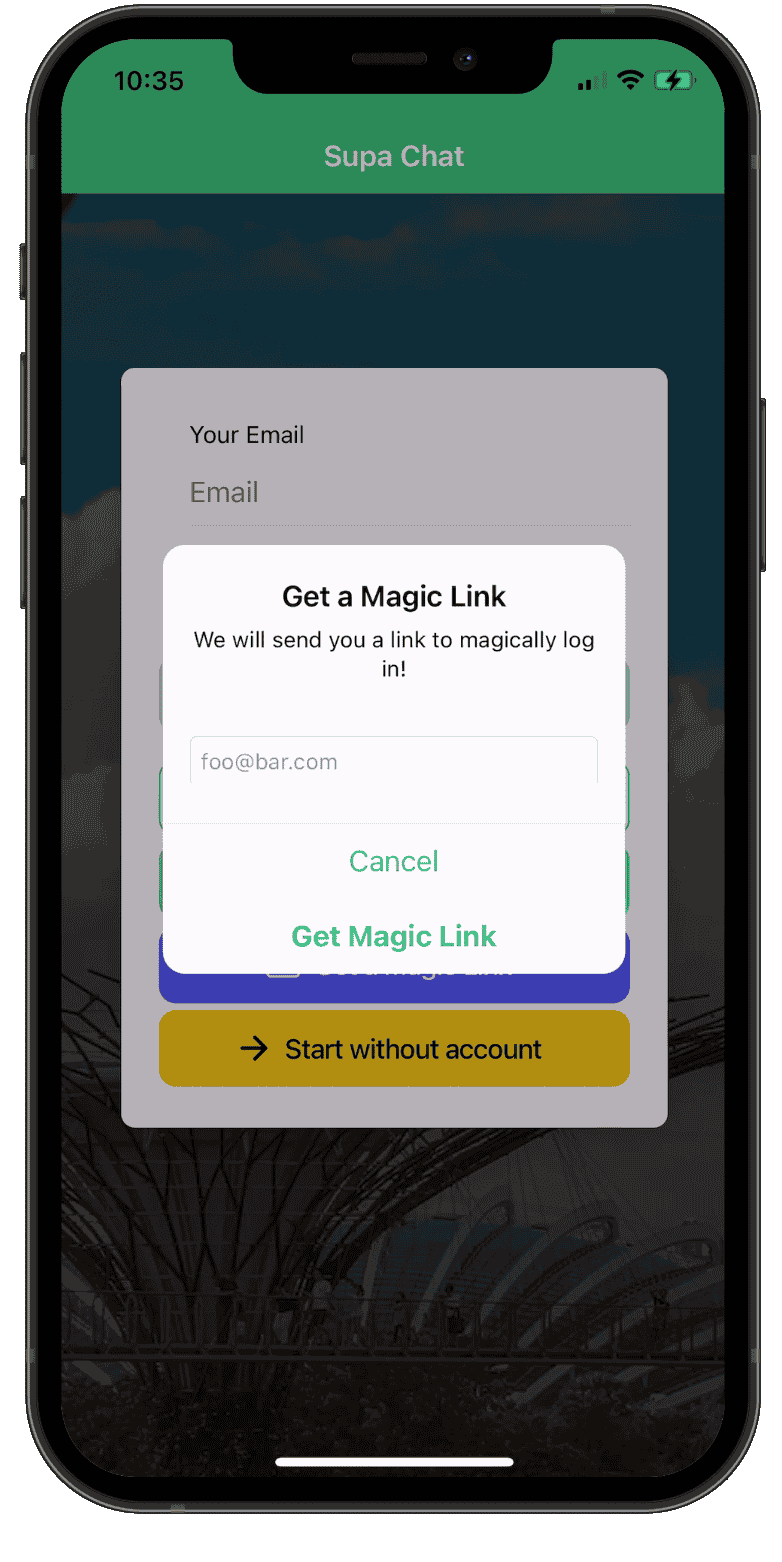 10:35
Supa Chat
Your Email
Email
Get a Magic Link
We will send you a link to magically log
in!
foo@bar.com
Cancel
Get Magic Link
Start without account